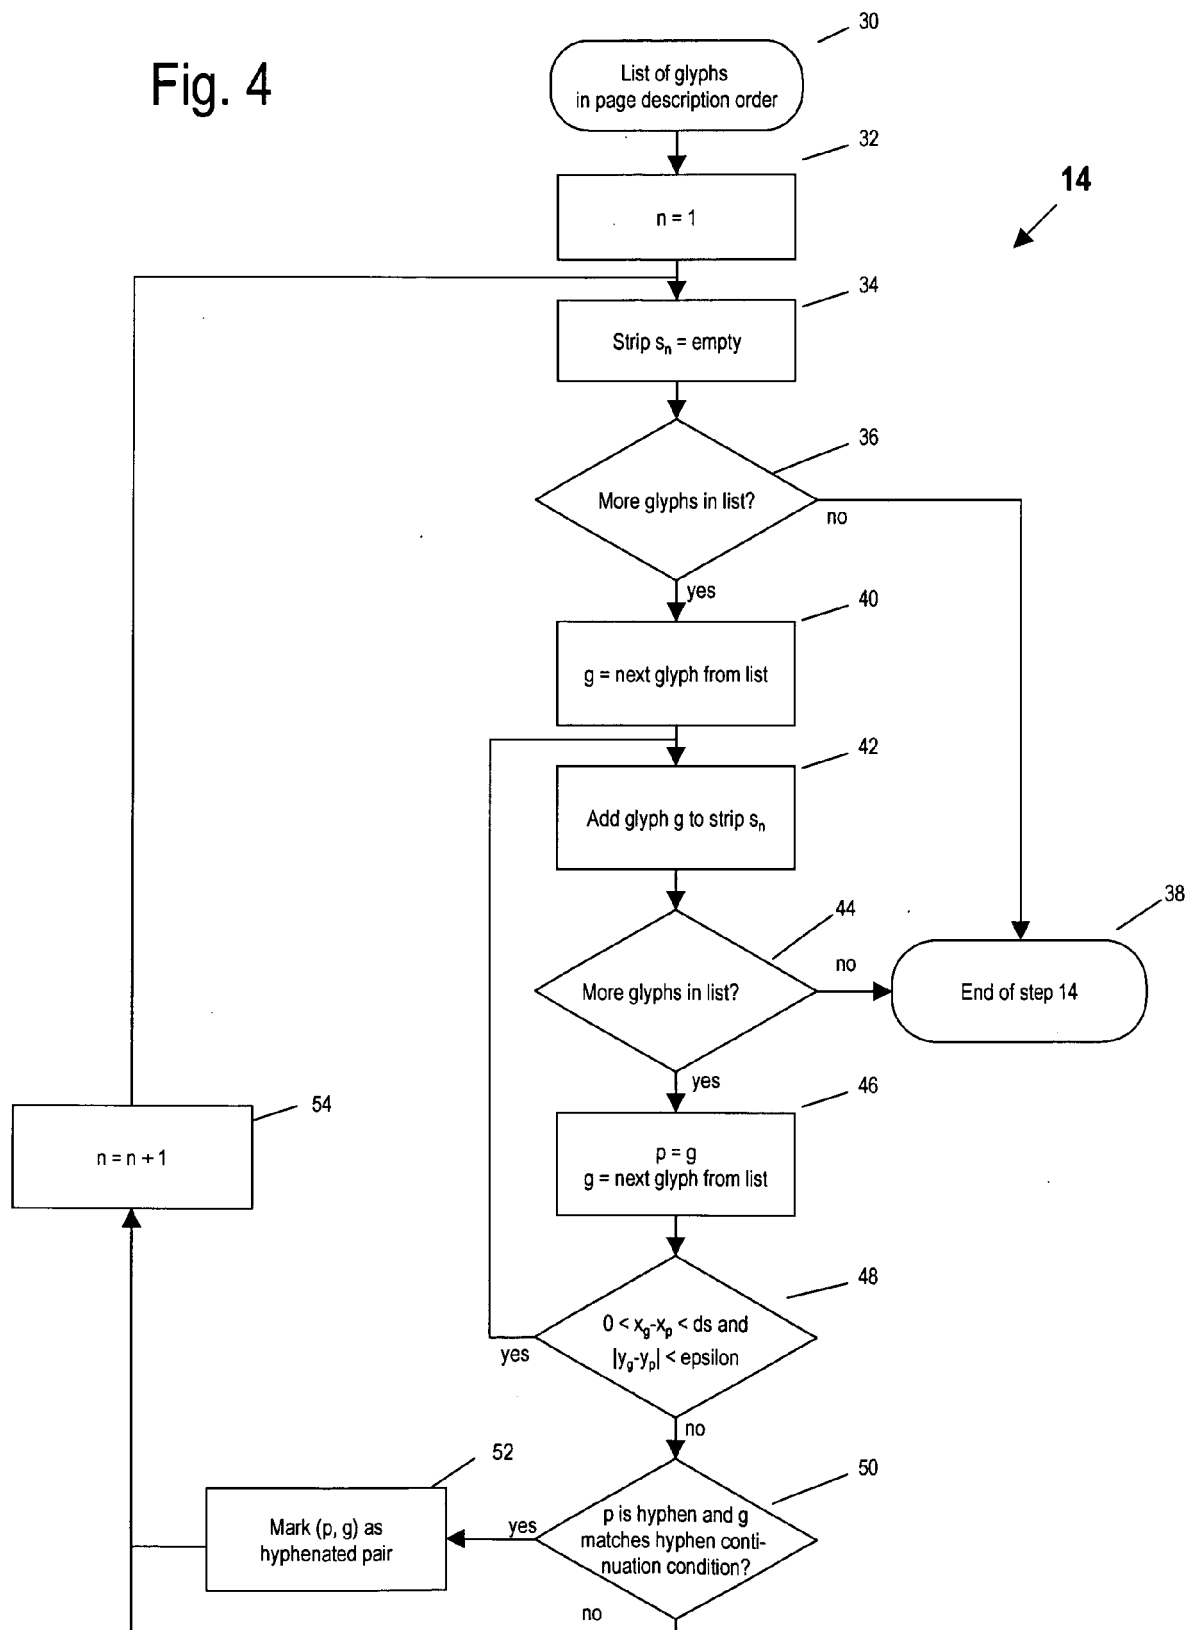 Fig. 4
30
List of glyphs
in page description order
32
n = 1
14
34
Strip sₙ = empty
36
More glyphs in list?
no
yes
40
g = next glyph from list
42
Add glyph g to strip sₙ
44
More glyphs in list?
no
38
End of step 14
yes
46
p = g
g = next glyph from list
54
n = n + 1
48
0 < x_g-x_p < ds and
|y_g-y_p| < epsilon
yes
no
52
Mark (p, g) as
hyphenated pair
50
yes
p is hyphen and g
matches hyphen conti-
nuation condition?
no